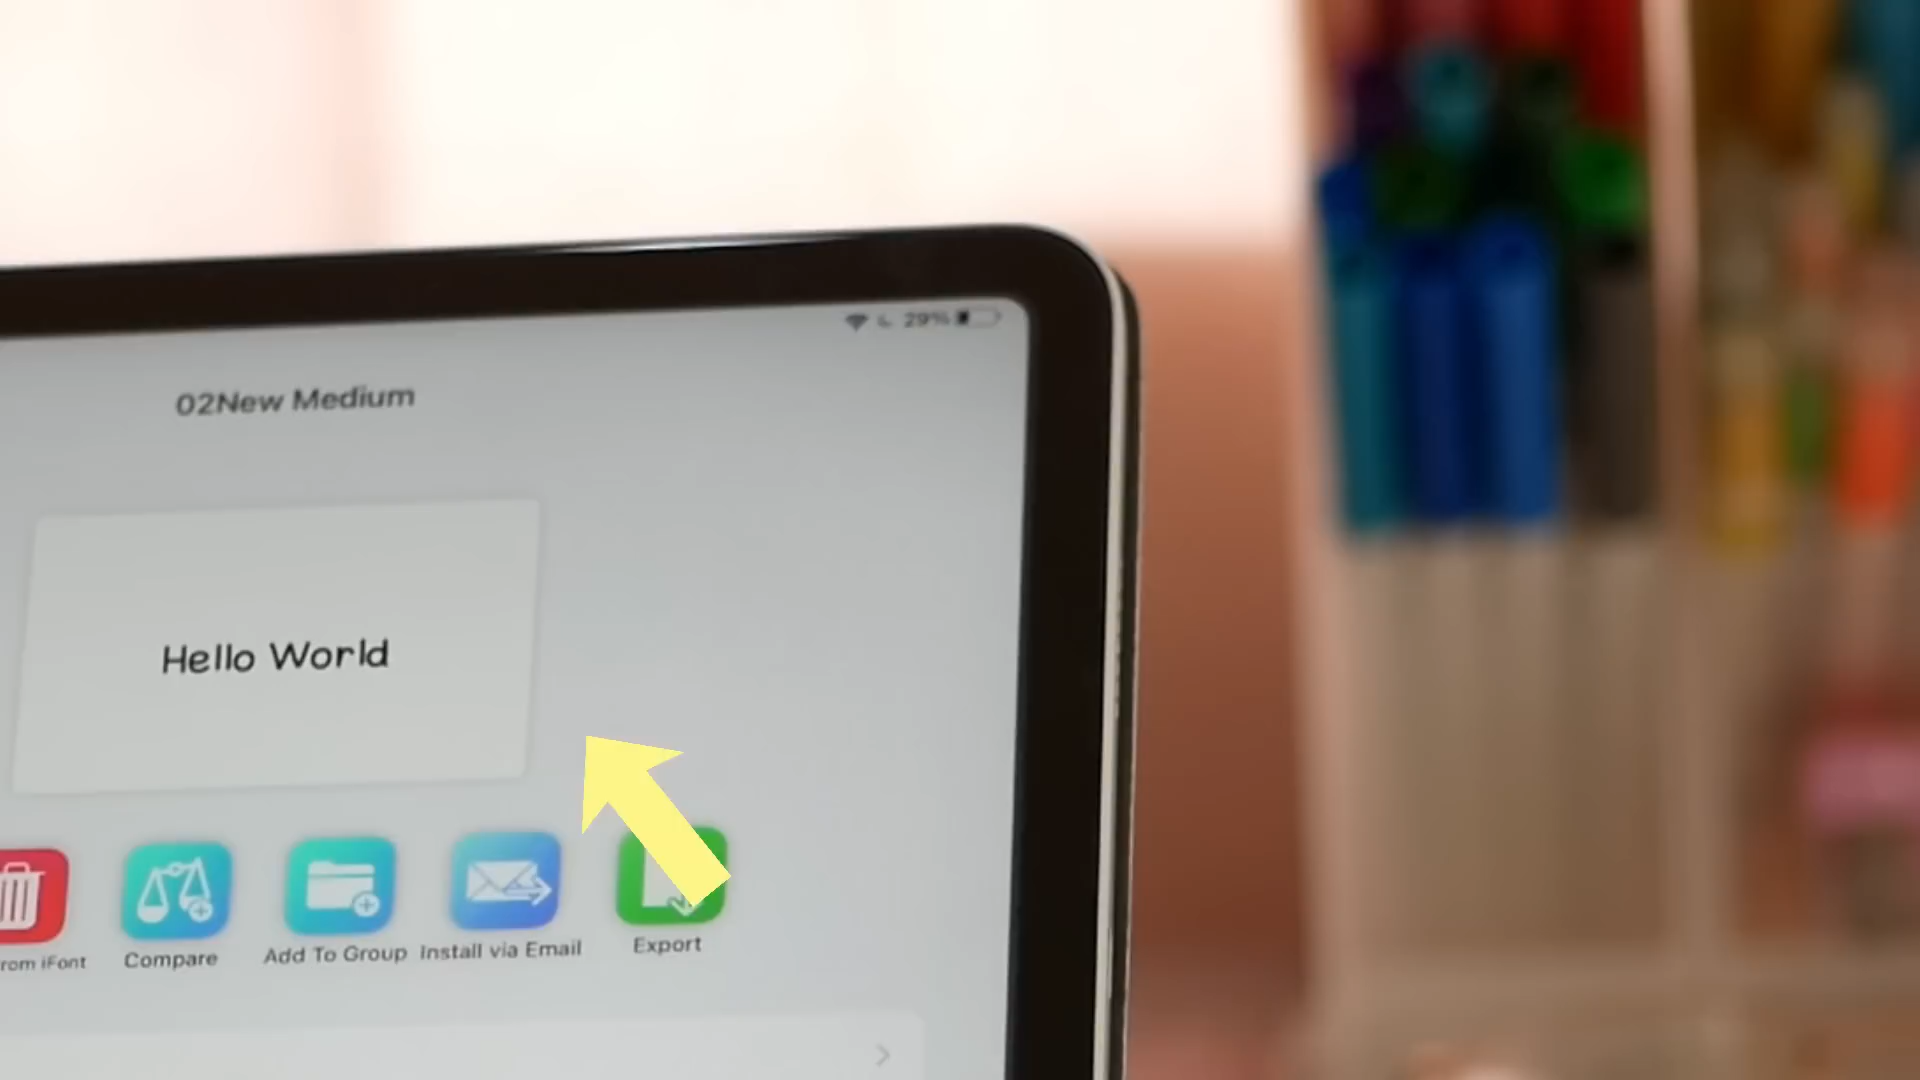 29%
02New Medium
Hello World
rom iFont
Compare
Add To Group
Install via Email
Export